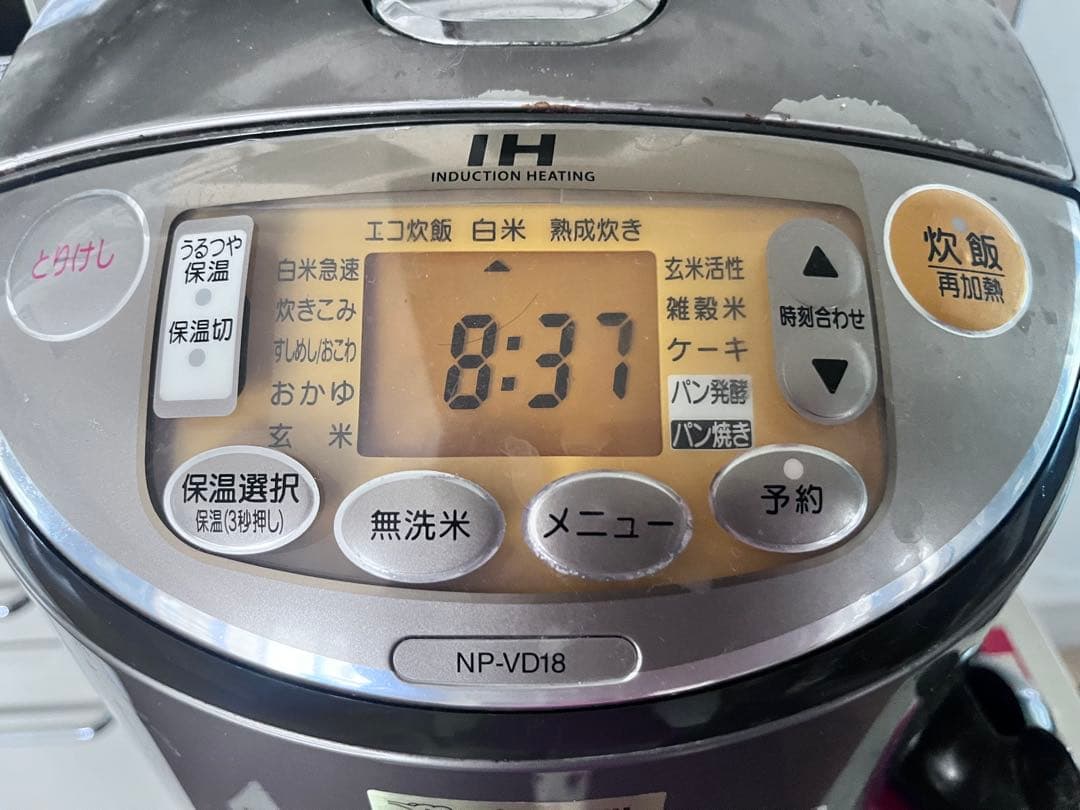 IH
INDUCTION HEATING
とりけし
うるつや
保温
保温切
エコ炊飯 白米 熟成炊き
白米急速
炊きこみ
すしめし/おこわ
おかゆ
玄 米
8:37
玄米活性
雑穀米
ケーキ
パン発酵
パン焼き
▲
時刻合わせ
▼
炊飯
再加熱
保温選択
保温(3秒押し)
無洗米
メニュー
予約
NP-VD18